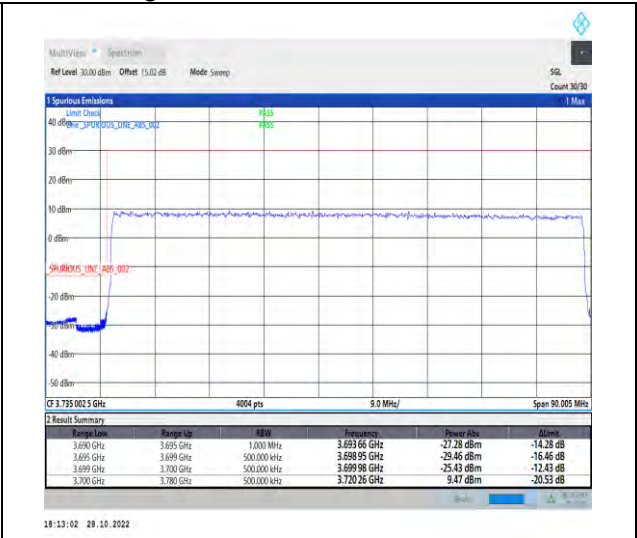 MultiView Spectrum
Ref Level 30.00 dBm Offset 15.02 dB Mode Sweep SGL
Count 30/30
1 Spurious Emissions 1 Max
Limit Check PASS
40 dBm Line _SPURIOUS_LINE_ABS_002 PASS
30 dBm
20 dBm
10 dBm
0 dBm
_SPURIOUS_LINE_ABS_002
-20 dBm
-30 dBm
-40 dBm
-50 dBm
CF 3.735 002 5 GHz 4004 pts 9.0 MHz/ Span 90.005 MHz
2 Result Summary
Range Low Range Up RBW Frequency Power Abs ΔLimit
3.690 GHz 3.695 GHz 1.000 MHz 3.693 66 GHz -27.28 dBm -14.28 dB
3.695 GHz 3.699 GHz 500.000 kHz 3.698 95 GHz -29.46 dBm -16.46 dB
3.699 GHz 3.700 GHz 500.000 kHz 3.699 98 GHz -25.43 dBm -12.43 dB
3.700 GHz 3.780 GHz 500.000 kHz 3.720 26 GHz 9.47 dBm -20.53 dB
18:13:02 28.10.2022